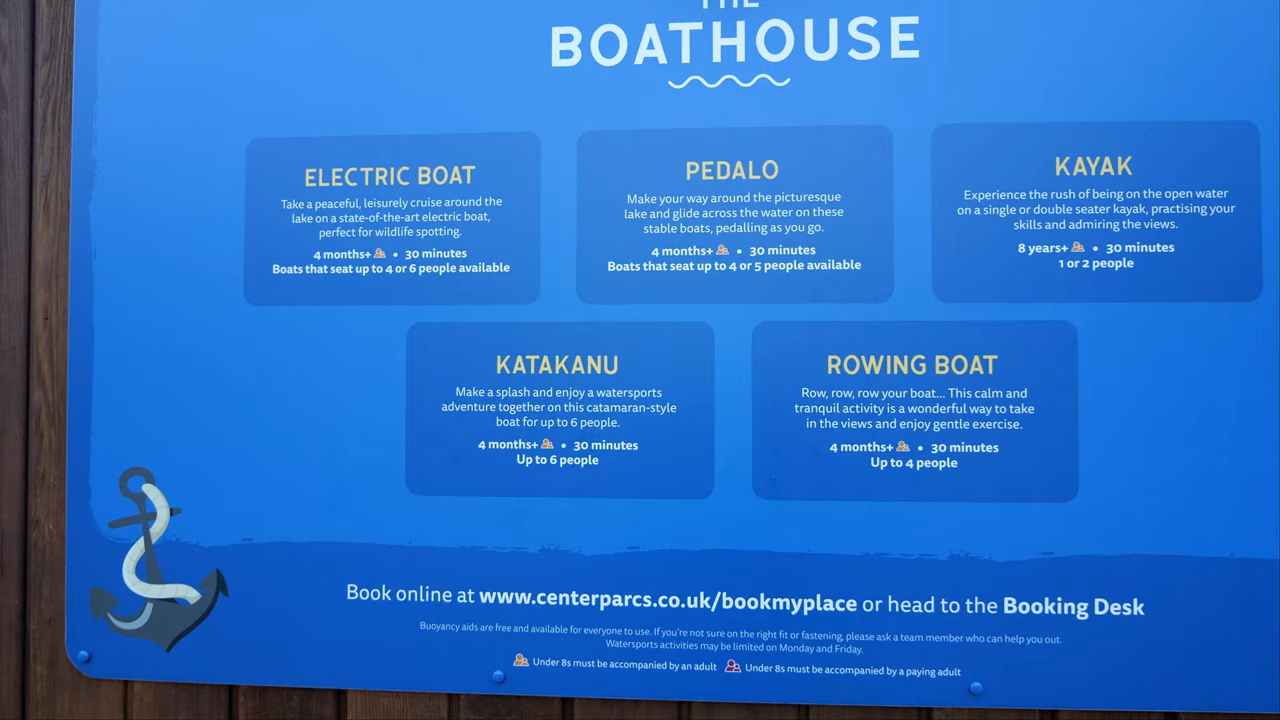 THE
BOATHOUSE
ELECTRIC BOAT
Take a peaceful, leisurely cruise around the
lake on a state-of-the-art electric boat,
perfect for wildlife spotting.
4 months+ • 30 minutes
Boats that seat up to 4 or 6 people available
PEDALO
Make your way around the picturesque
lake and glide across the water on these
stable boats, pedalling as you go.
4 months+ • 30 minutes
Boats that seat up to 4 or 5 people available
KAYAK
Experience the rush of being on the open water
on a single or double seater kayak, practising your
skills and admiring the views.
8 years+ • 30 minutes
1 or 2 people
KATAKANU
Make a splash and enjoy a watersports
adventure together on this catamaran-style
boat for up to 6 people.
4 months+ • 30 minutes
Up to 6 people
ROWING BOAT
Row, row, row your boat... This calm and
tranquil activity is a wonderful way to take
in the views and enjoy gentle exercise.
4 months+ • 30 minutes
Up to 4 people
Book online at www.centerparcs.co.uk/bookmyplace or head to the Booking Desk
Buoyancy aids are free and available for everyone to use. If you're not sure on the right fit or fastening, please ask a team member who can help you out.
Watersports activities may be limited on Monday and Friday.
Under 8s must be accompanied by an adult Under 8s must be accompanied by a paying adult